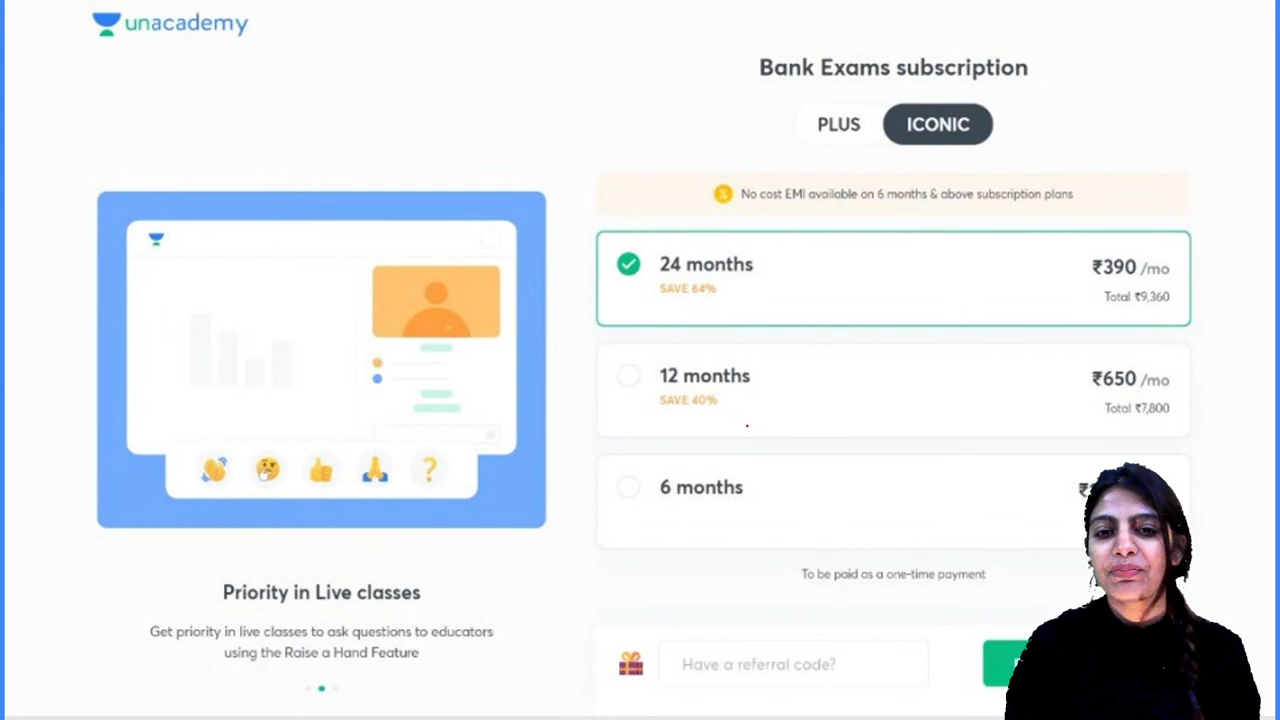 unacademy
Bank Exams subscription
PLUS
ICONIC
No cost EMI available on 6 months & above subscription plans
24 months
₹390 /mo
SAVE 64%
Total ₹9,360
12 months
₹650 /mo
SAVE 40%
Total ₹7,800
6 months
To be paid as a one-time payment
Have a referral code?
Priority in Live classes
Get priority in live classes to ask questions to educators
using the Raise a Hand Feature